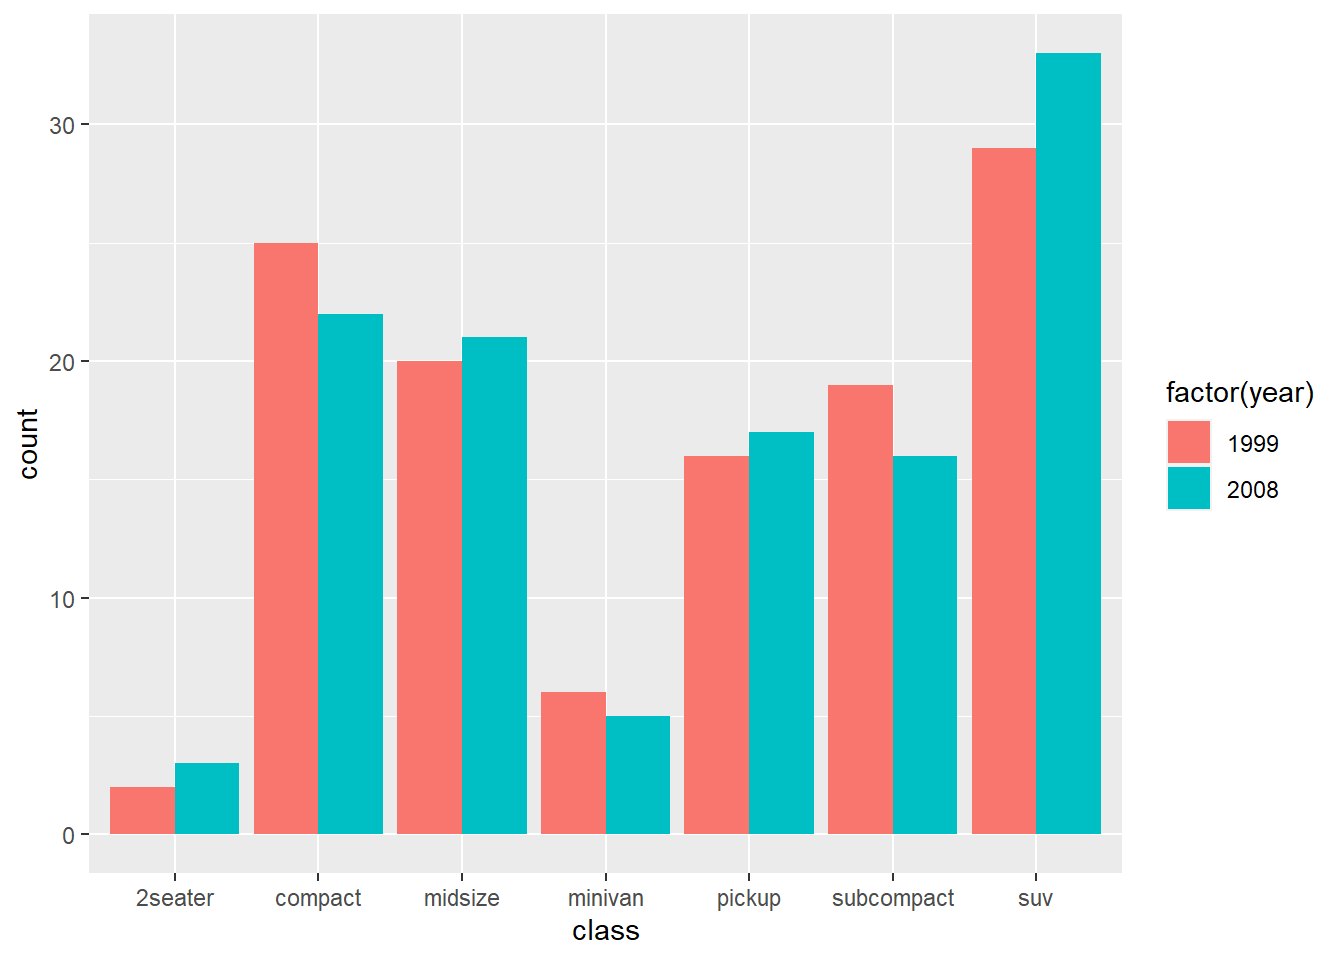 30
20
10
0
count
2seater compact midsize minivan pickup subcompact suv
class
factor(year)
1999
2008